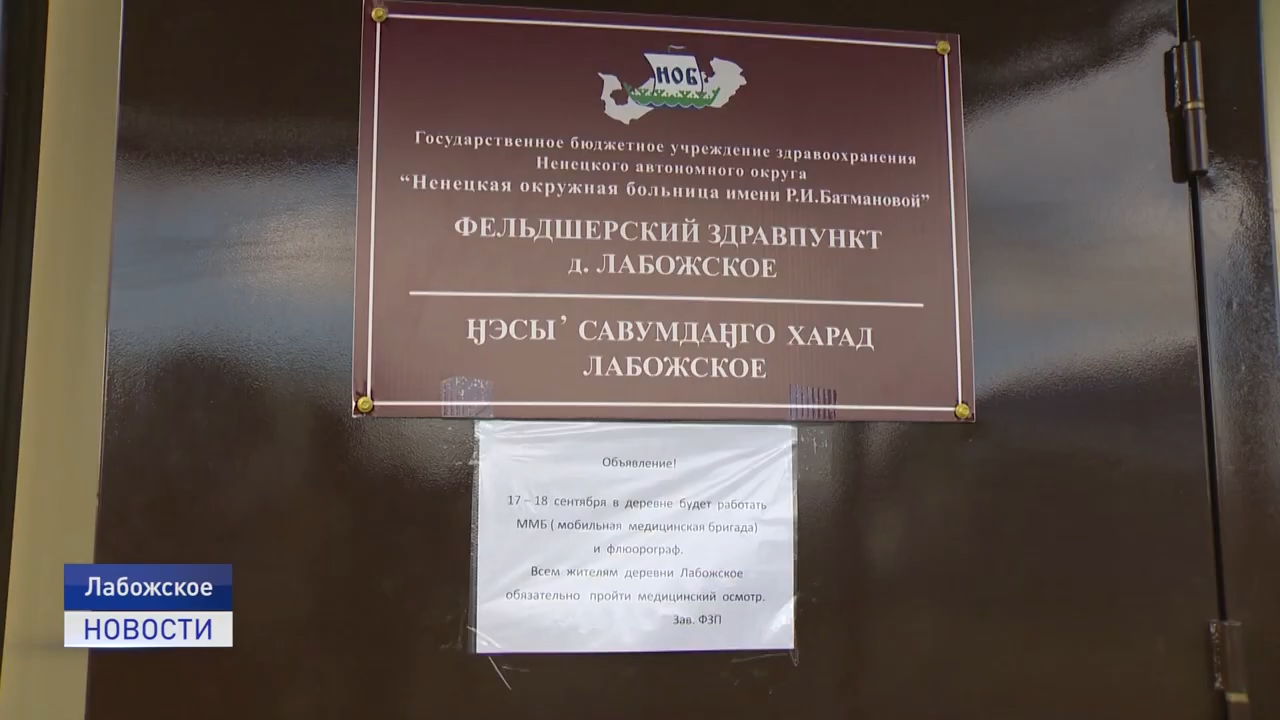 НОБ
Государственное бюджетное учреждение здравоохранения
Ненецкого автономного округа
“Ненецкая окружная больница имени Р.И.Батмановой”
ФЕЛЬДШЕРСКИЙ ЗДРАВПУНКТ
д. ЛАБОЖСКОЕ
ӇЭСЫ’ САВУМДАӇГО ХАРАД
ЛАБОЖСКОЕ
Объявление!
17 – 18 сентября в деревне будет работать
ММБ ( мобильная медицинская бригада)
и флюорограф.
Всем жителям деревни Лабожское
обязательно пройти медицинский осмотр.
Зав. ФЗП
Лабожское
НОВОСТИ